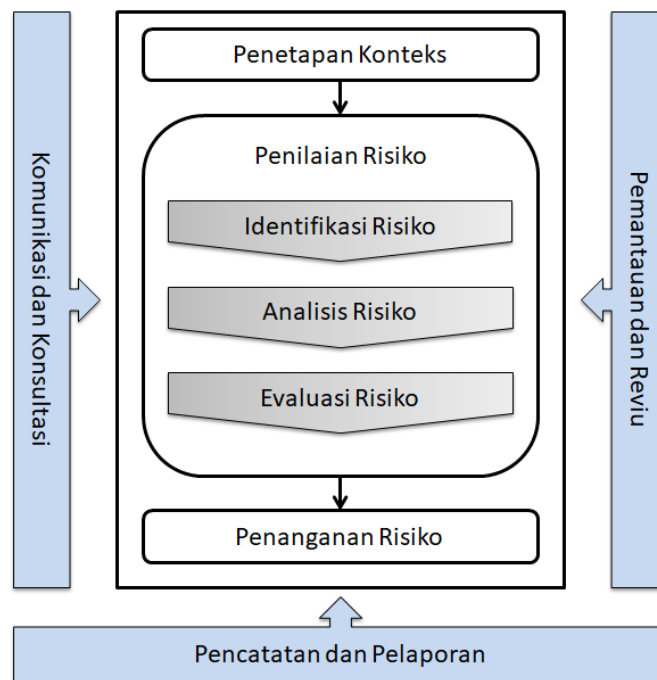 Penetapan Konteks
Penilaian Risiko
Identifikasi Risiko
Analisis Risiko
Evaluasi Risiko
Penanganan Risiko
Komunikasi dan Konsultasi
Pemantauan dan Reviu
Pencatatan dan Pelaporan